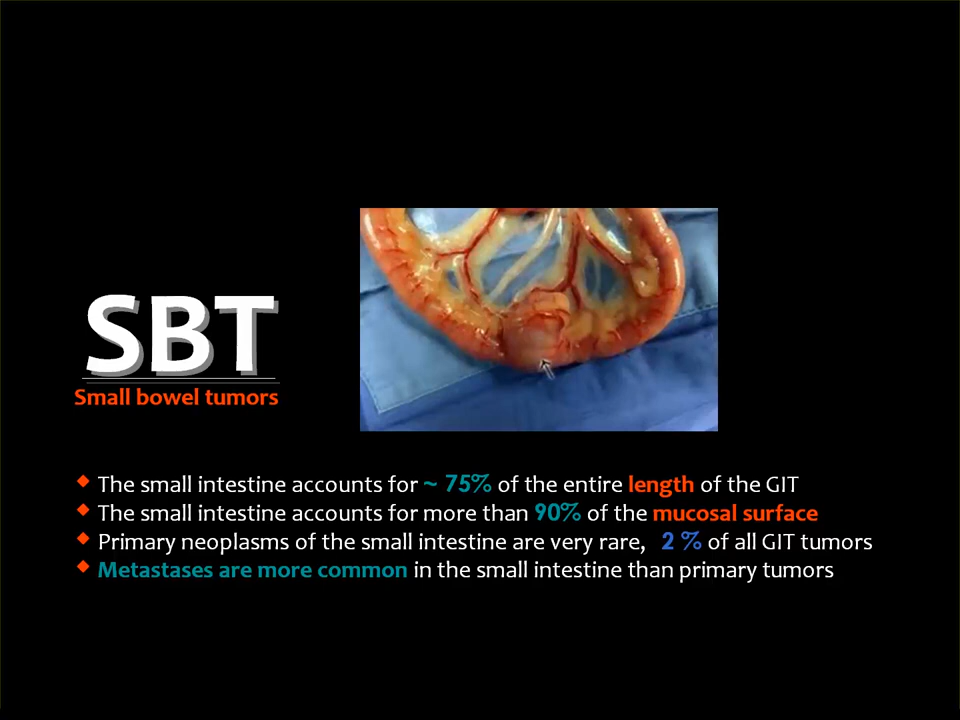 SBT
Small bowel tumors
◆ The small intestine accounts for ~ 75% of the entire length of the GIT
◆ The small intestine accounts for more than 90% of the mucosal surface
◆ Primary neoplasms of the small intestine are very rare, 2 % of all GIT tumors
◆ Metastases are more common in the small intestine than primary tumors